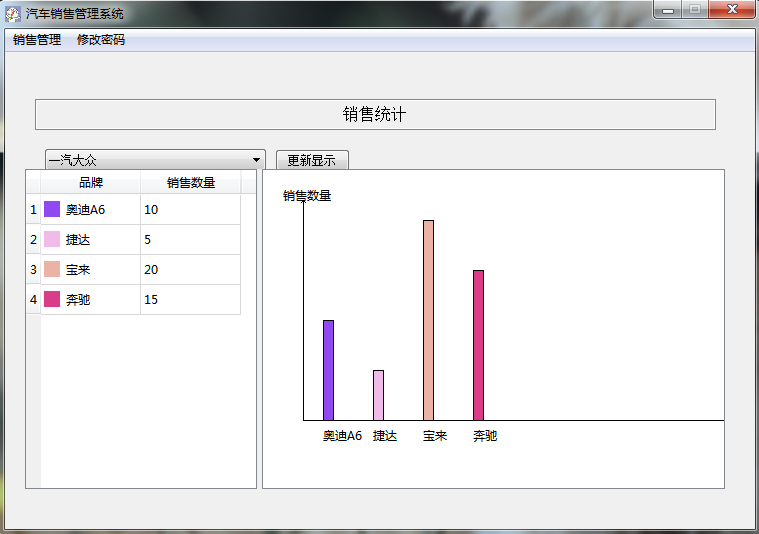 汽车销售管理系统
销售管理 修改密码
销售统计
一汽大众 更新显示
品牌 销售数量
1 奥迪A6 10
2 捷达 5
3 宝来 20
4 奔驰 15
销售数量
奥迪A6 捷达 宝来 奔驰